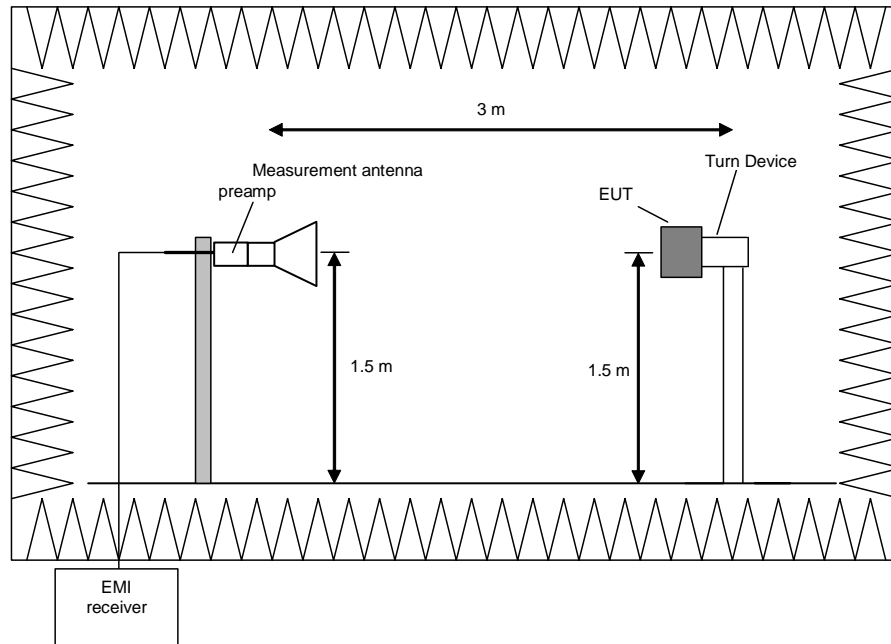 3 m
Measurement antenna
preamp
Turn Device
EUT
1.5 m
1.5 m
EMI
receiver